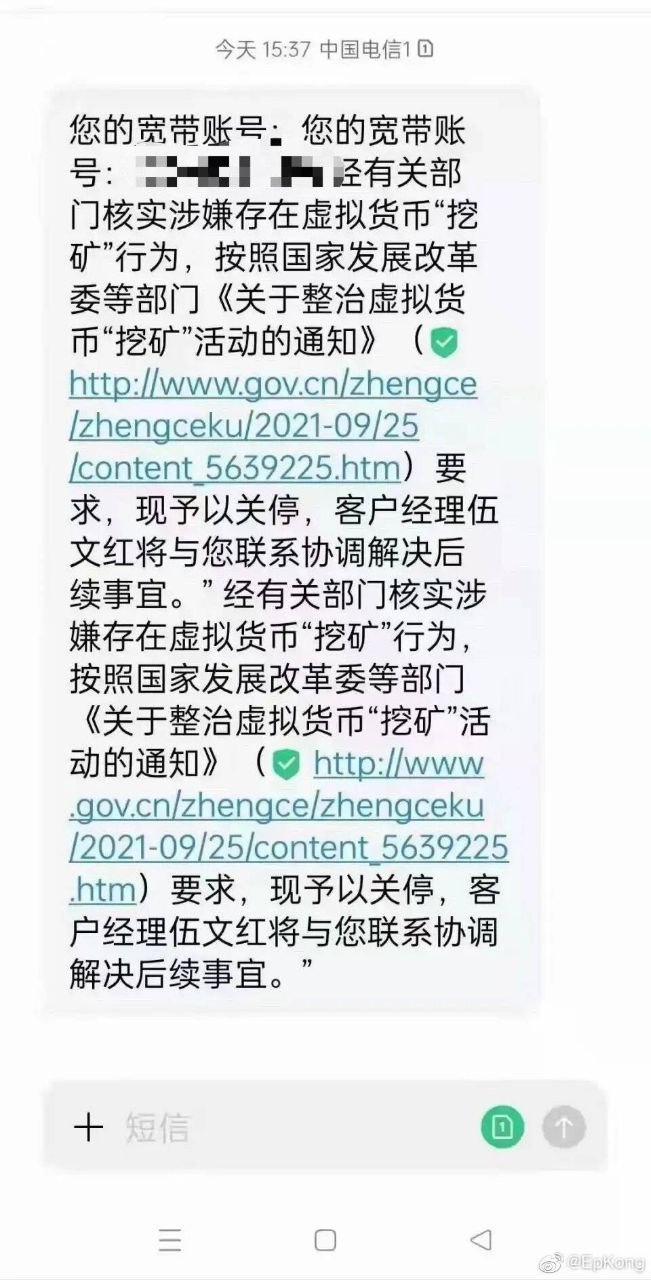 今天 15:37 中国电信1
您的宽带账号：您的宽带账
号：经有关部
门核实涉嫌存在虚拟货币“挖
矿”行为，按照国家发展改革
委等部门《关于整治虚拟货
币“挖矿”活动的通知》（
http://www.gov.cn/zhengce
/zhengceku/2021-09/25
/content_5639225.htm）要
求，现予以关停，客户经理伍
文红将与您联系协调解决后
续事宜。” 经有关部门核实涉
嫌存在虚拟货币“挖矿”行为，
按照国家发展改革委等部门
《关于整治虚拟货币“挖矿”活
动的通知》（ http://www
.gov.cn/zhengce/zhengceku
/2021-09/25/content_5639225
.htm）要求，现予以关停，客
户经理伍文红将与您联系协调
解决后续事宜。”
短信
1
@EpKong